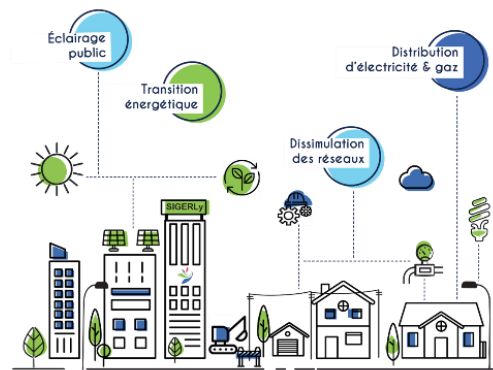 Éclairage
public
Transition
énergétique
Distribution
d'électricité & gaz
Dissimulation
des réseaux
SIGERLy